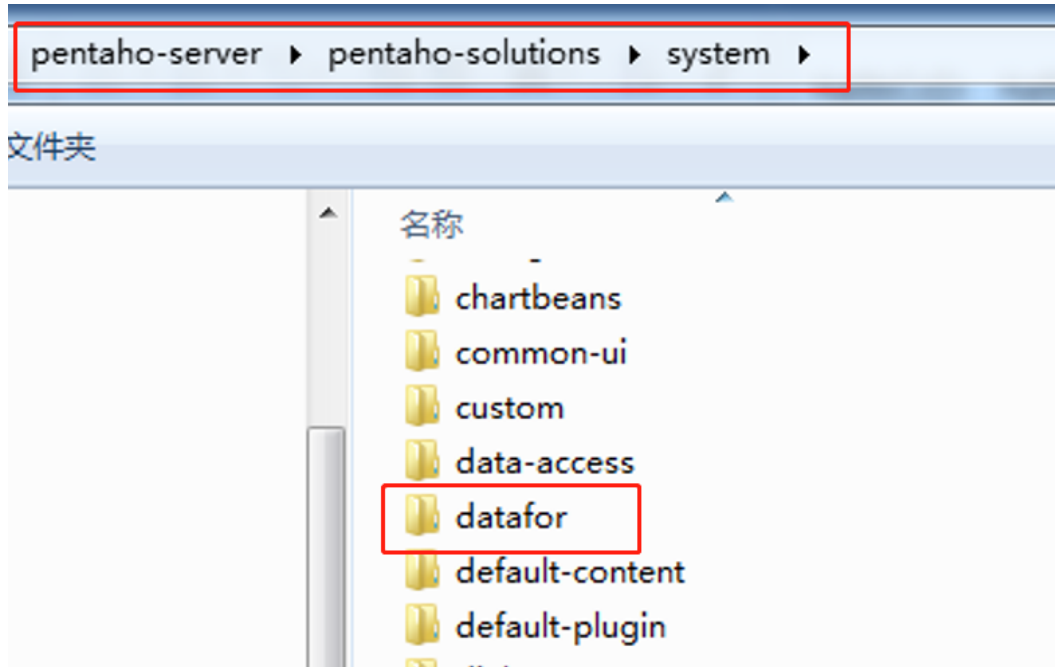 pentaho-server ▸ pentaho-solutions ▸ system ▸
文件夹
名称
chartbeans
common-ui
custom
data-access
datafor
default-content
default-plugin